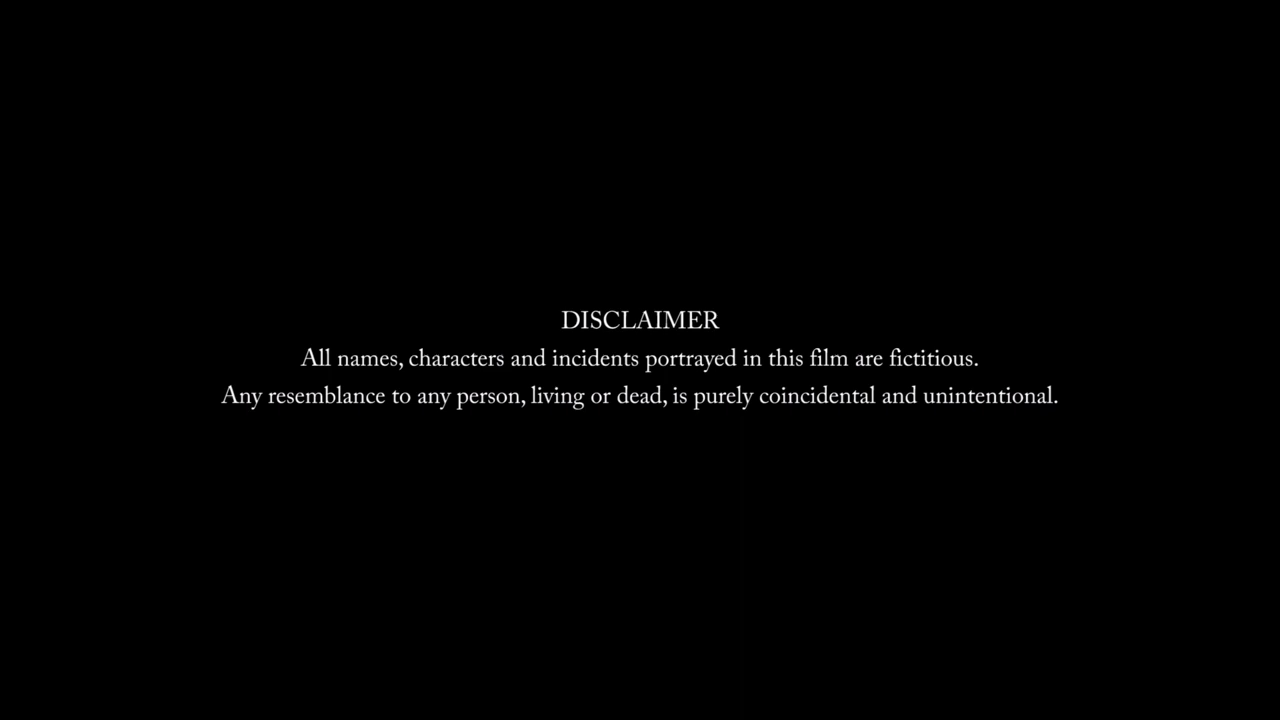 DISCLAIMER
All names, characters and incidents portrayed in this film are fictitious.
Any resemblance to any person, living or dead, is purely coincidental and unintentional.